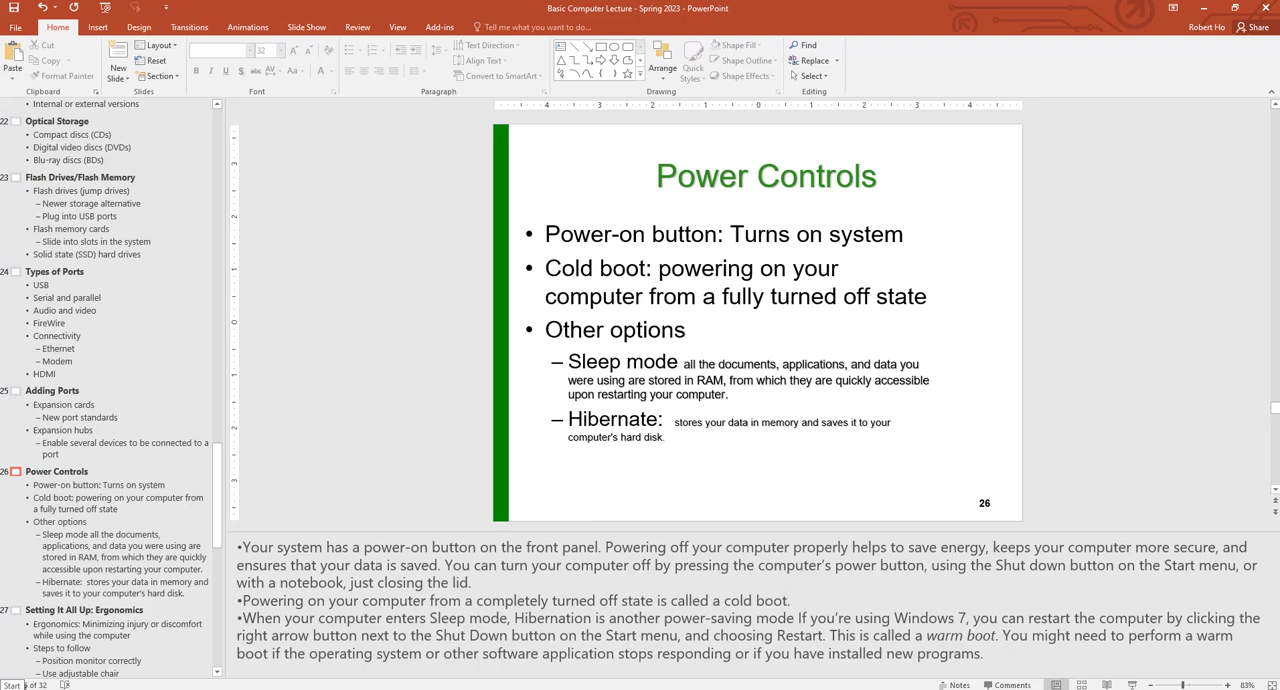 Basic Computer Lecture - Spring 2023 - PowerPoint
File Home Insert Design Transitions Animations Slide Show Review View Add-ins Tell me what you want to do... Robert Ho Share
Paste
Cut
Copy
Format Painter
Clipboard
New Slide
Layout
Reset
Section
Slides
32
B I U S abc AV Aa A
Font
Text Direction
Align Text
Convert to SmartArt
Paragraph
Arrange
Quick Styles
Shape Fill
Shape Outline
Shape Effects
Drawing
Find
Replace
Select
Editing
• Internal or external versions
22 Optical Storage
• Compact discs (CDs)
• Digital video discs (DVDs)
• Blu-ray discs (BDs)
23 Flash Drives/Flash Memory
• Flash drives (jump drives)
– Newer storage alternative
– Plug into USB ports
• Flash memory cards
– Slide into slots in the system
• Solid state (SSD) hard drives
24 Types of Ports
• USB
• Serial and parallel
• Audio and video
• FireWire
• Connectivity
– Ethernet
– Modem
• HDMI
25 Adding Ports
• Expansion cards
– New port standards
• Expansion hubs
– Enable several devices to be connected to a
port
26 Power Controls
• Power-on button: Turns on system
• Cold boot: powering on your computer from
a fully turned off state
• Other options
– Sleep mode all the documents,
applications, and data you were using are
stored in RAM, from which they are quickly
accessible upon restarting your computer.
– Hibernate: stores your data in memory and
saves it to your computer's hard disk.
27 Setting It All Up: Ergonomics
• Ergonomics: Minimizing injury or discomfort
while using the computer
• Steps to follow
– Position monitor correctly
– Use adjustable chair
4 3 2 1 0 1 2 3 4
3
2
1
0
1
2
3
Power Controls
• Power-on button: Turns on system
• Cold boot: powering on your
computer from a fully turned off state
• Other options
– Sleep mode all the documents, applications, and data you
were using are stored in RAM, from which they are quickly accessible
upon restarting your computer.
– Hibernate: stores your data in memory and saves it to your
computer's hard disk.
26
•Your system has a power-on button on the front panel. Powering off your computer properly helps to save energy, keeps your computer more secure, and
ensures that your data is saved. You can turn your computer off by pressing the computer’s power button, using the Shut down button on the Start menu, or
with a notebook, just closing the lid.
•Powering on your computer from a completely turned off state is called a cold boot.
•When your computer enters Sleep mode, Hibernation is another power-saving mode If you’re using Windows 7, you can restart the computer by clicking the
right arrow button next to the Shut Down button on the Start menu, and choosing Restart. This is called a warm boot. You might need to perform a warm
boot if the operating system or other software application stops responding or if you have installed new programs.
Start of 32 Notes Comments 83%